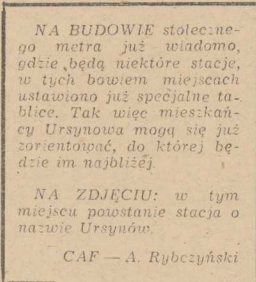 NA BUDOWIE stołeczne-
go metra już wiadomo,
gdzie będą niektóre stacje,
w tych bowiem miejscach
ustawiono już specjalne ta-
blice. Tak więc mieszkań-
cy Ursynowa mogą się już
zorientować, do której bę-
dzie im najbliżej.
NA ZDJĘCIU: w tym
miejscu powstanie stacja o
nazwie Ursynów.
CAF — A. Rybczyński